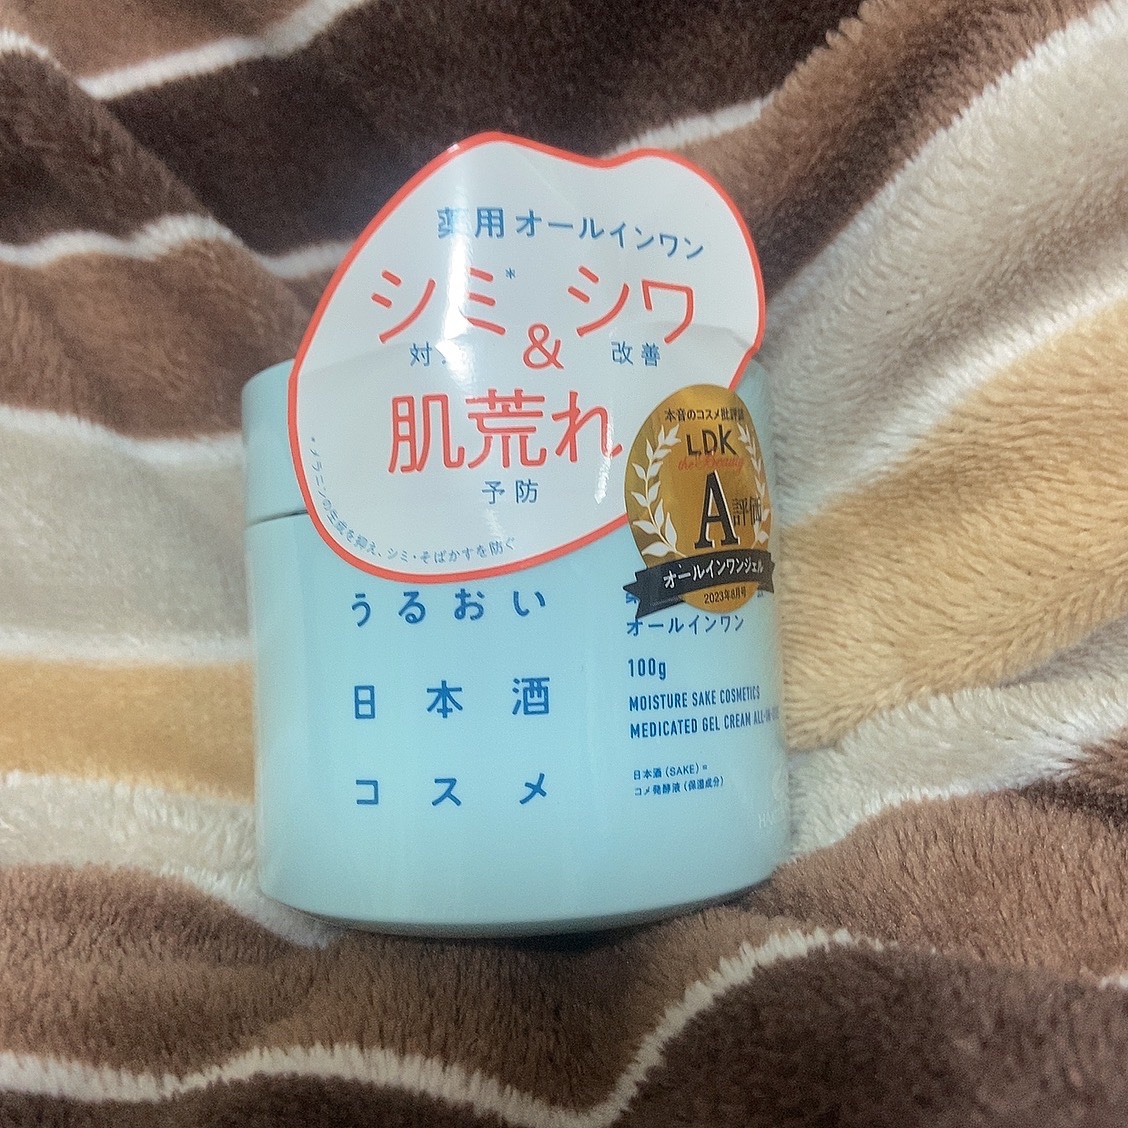 薬用オールインワン
シミ* シワ
対 & 改善
肌荒れ
予防
*メラニンの生成を抑え、シミ・そばかすを防ぐ
本音のコスメ批評誌
LDK
the Beauty
A評価
オールインワンジェル
2023年8月号
うるおい
日本酒
コスメ
オールインワン
100g
MOISTURE SAKE COSMETICS
MEDICATED GEL CREAM ALL-IN-ONE
日本酒(SAKE)=
コメ発酵液(保湿成分)